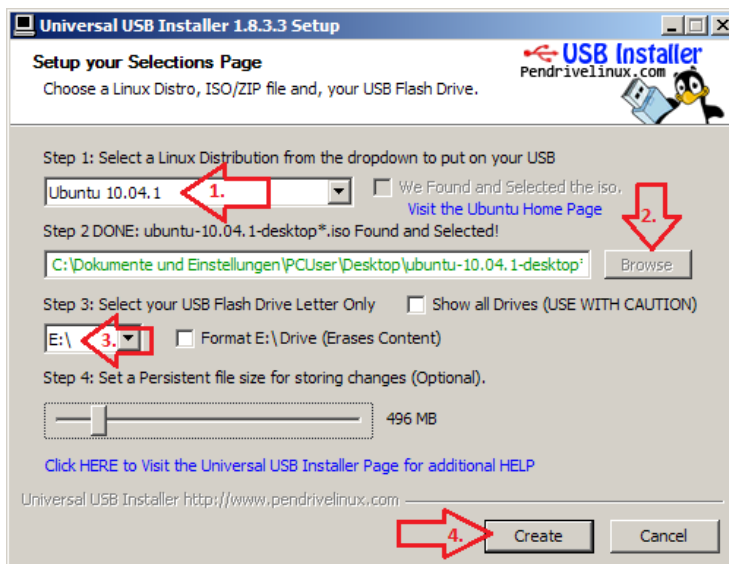 Universal USB Installer 1.8.3.3 Setup
Setup your Selections Page
Choose a Linux Distro, ISO/ZIP file and, your USB Flash Drive.
USB Installer
Pendrivelinux.com
Step 1: Select a Linux Distribution from the dropdown to put on your USB
Ubuntu 10.04.1
1.
We Found and Selected the iso.
Visit the Ubuntu Home Page
2.
Step 2 DONE: ubuntu-10.04.1-desktop*.iso Found and Selected!
C:\Dokumente und Einstellungen\PCUser\Desktop\ubuntu-10.04.1-desktop*
Browse
Step 3: Select your USB Flash Drive Letter Only
Show all Drives (USE WITH CAUTION)
E:\
3.
Format E:\ Drive (Erases Content)
Step 4: Set a Persistent file size for storing changes (Optional).
496 MB
Click HERE to Visit the Universal USB Installer Page for additional HELP
Universal USB Installer http://www.pendrivelinux.com
4.
Create
Cancel